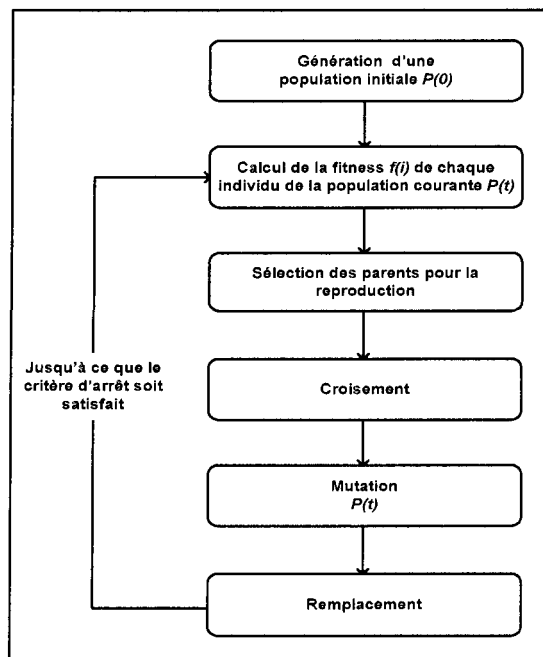 Génération d'une
population initiale P(0)
Calcul de la fitness f(i) de chaque
individu de la population courante P(t)
Sélection des parents pour la
reproduction
Jusqu'à ce que le
critère d'arrêt soit
satisfait
Croisement
Mutation
P(t)
Remplacement